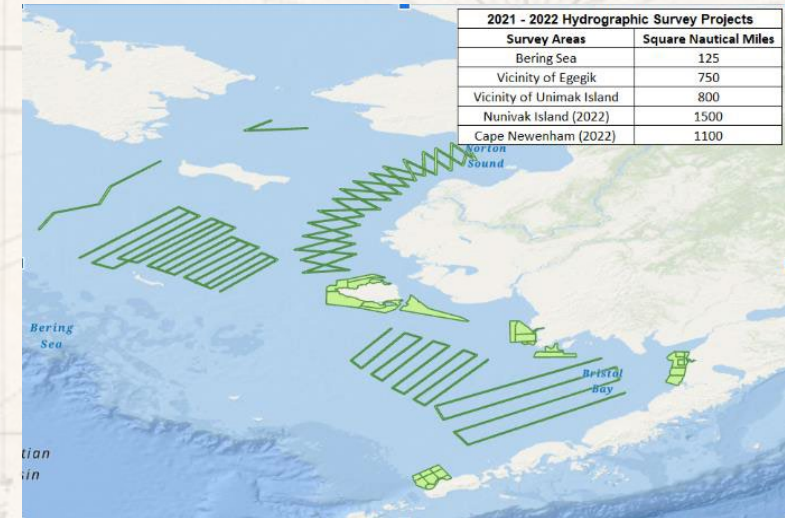 2021 - 2022 Hydrographic Survey Projects
Survey Areas Square Nautical Miles
Bering Sea 125
Vicinity of Egegik 750
Vicinity of Unimak Island 800
Nunivak Island (2022) 1500
Cape Newenham (2022) 1100
Norton
Sound
Bering
Sea
Bristol
Bay
tian
sin